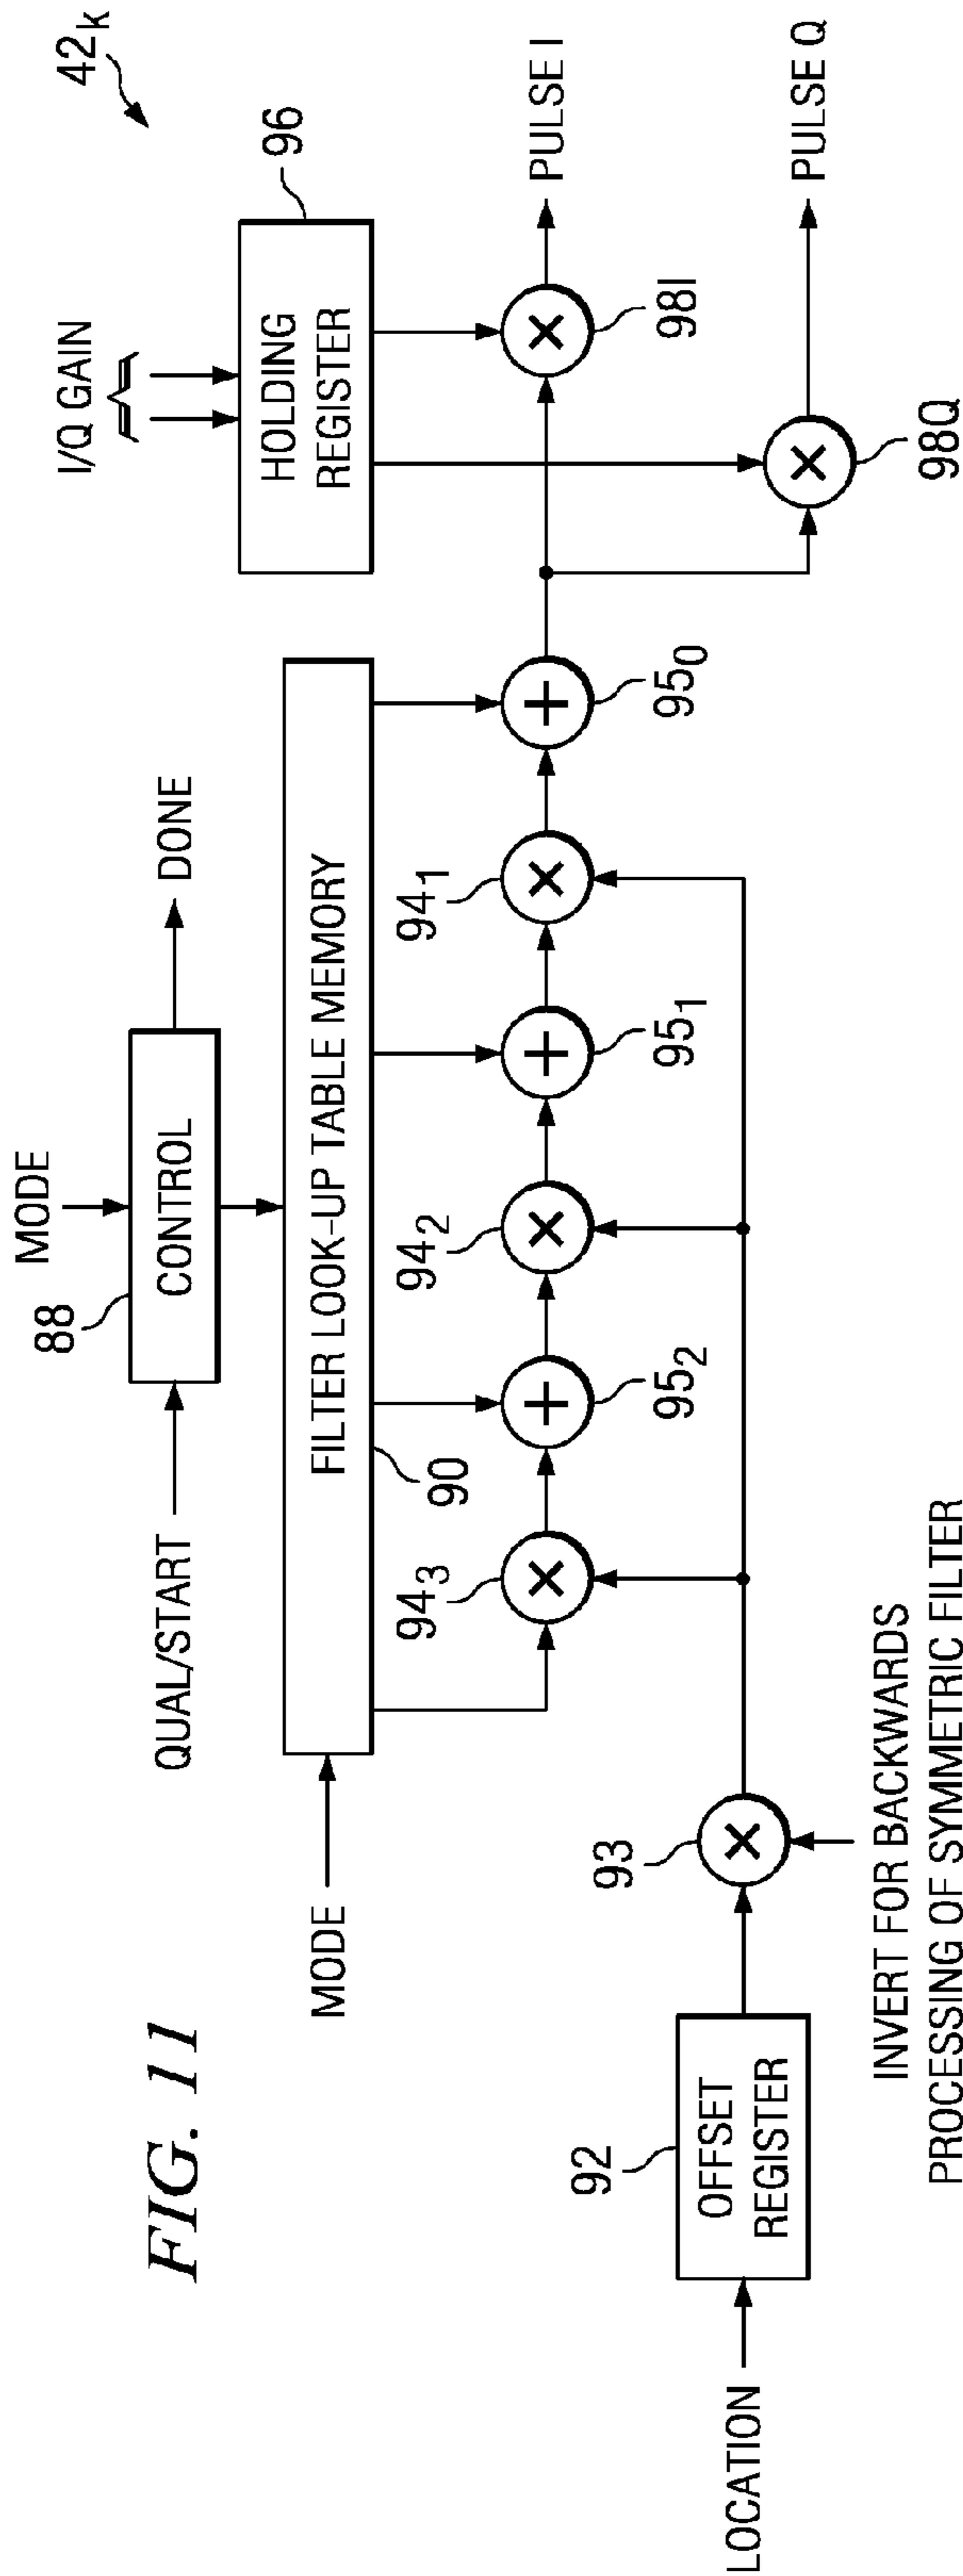 FIG. 11
42k
I/Q GAIN
MODE
88
QUAL/START
CONTROL
DONE
HOLDING
REGISTER
96
MODE
FILTER LOOK-UP TABLE MEMORY
90
943
942
941
PULSE I
952
951
950
98I
93
PULSE Q
98Q
LOCATION
92
OFFSET
REGISTER
INVERT FOR BACKWARDS
PROCESSING OF SYMMETRIC FILTER